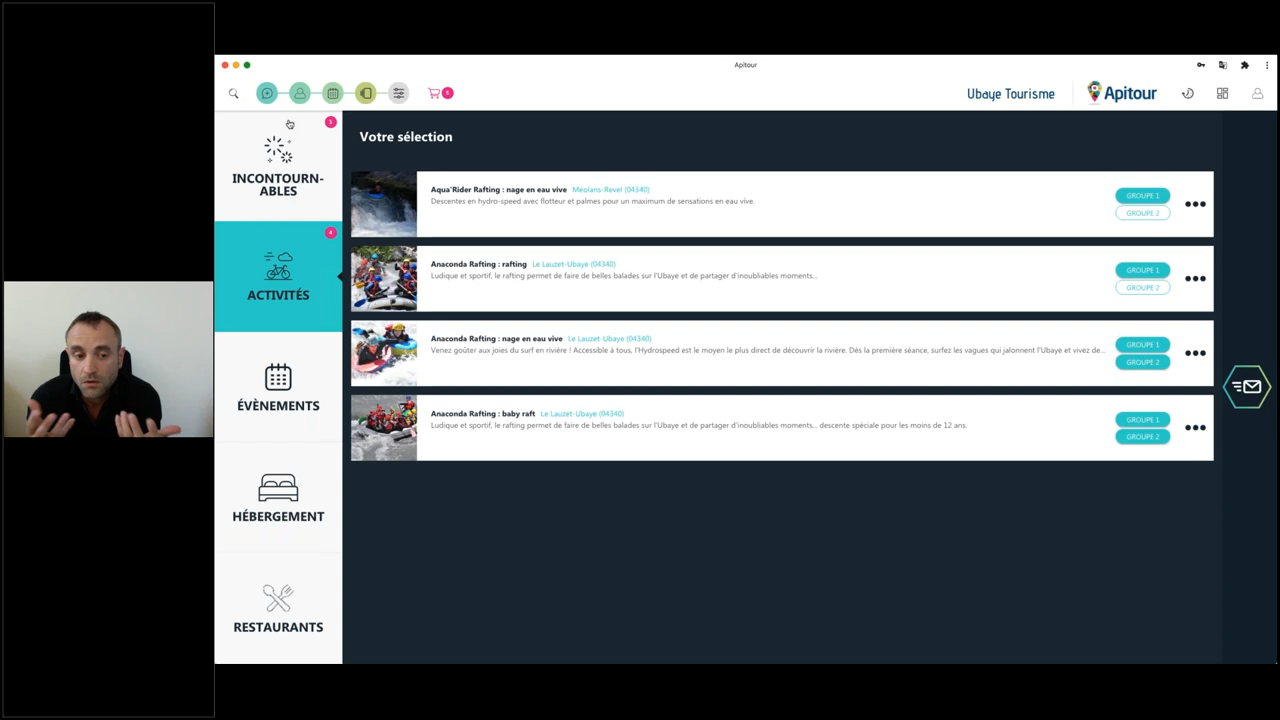 Apitour
5
Ubaye Tourisme
Apitour
1
INCOURTOURN-
ABLES
4
ACTIVITÉS
ÉVÈNEMENTS
HÉBERGEMENT
RESTAURANTS
Votre sélection
Aqua'Rider Rafting : nage en eau vive Méolans-Revel (04340)
Descentes en hydro-speed avec flotteur et palmes pour un maximum de sensations en eau vive.
GROUPE 1
GROUPE 2
Anaconda Rafting : rafting Le Lauzet-Ubaye (04340)
Ludique et sportif, le rafting permet de faire de belles balades sur l'Ubaye et de partager d'inoubliables moments...
GROUPE 1
GROUPE 2
Anaconda Rafting : nage en eau vive Le Lauzet-Ubaye (04340)
Venez goûter aux joies du surf en rivière ! Accessible à tous, l'Hydrospeed est le moyen le plus direct de découvrir la rivière. Dès la première séance, surfez les vagues qui jalonnent l'Ubaye et vivez de...
GROUPE 1
GROUPE 2
Anaconda Rafting : baby raft Le Lauzet-Ubaye (04340)
Ludique et sportif, le rafting permet de faire de belles balades sur l'Ubaye et de partager d'inoubliables moments... descente spéciale pour les moins de 12 ans.
GROUPE 1
GROUPE 2